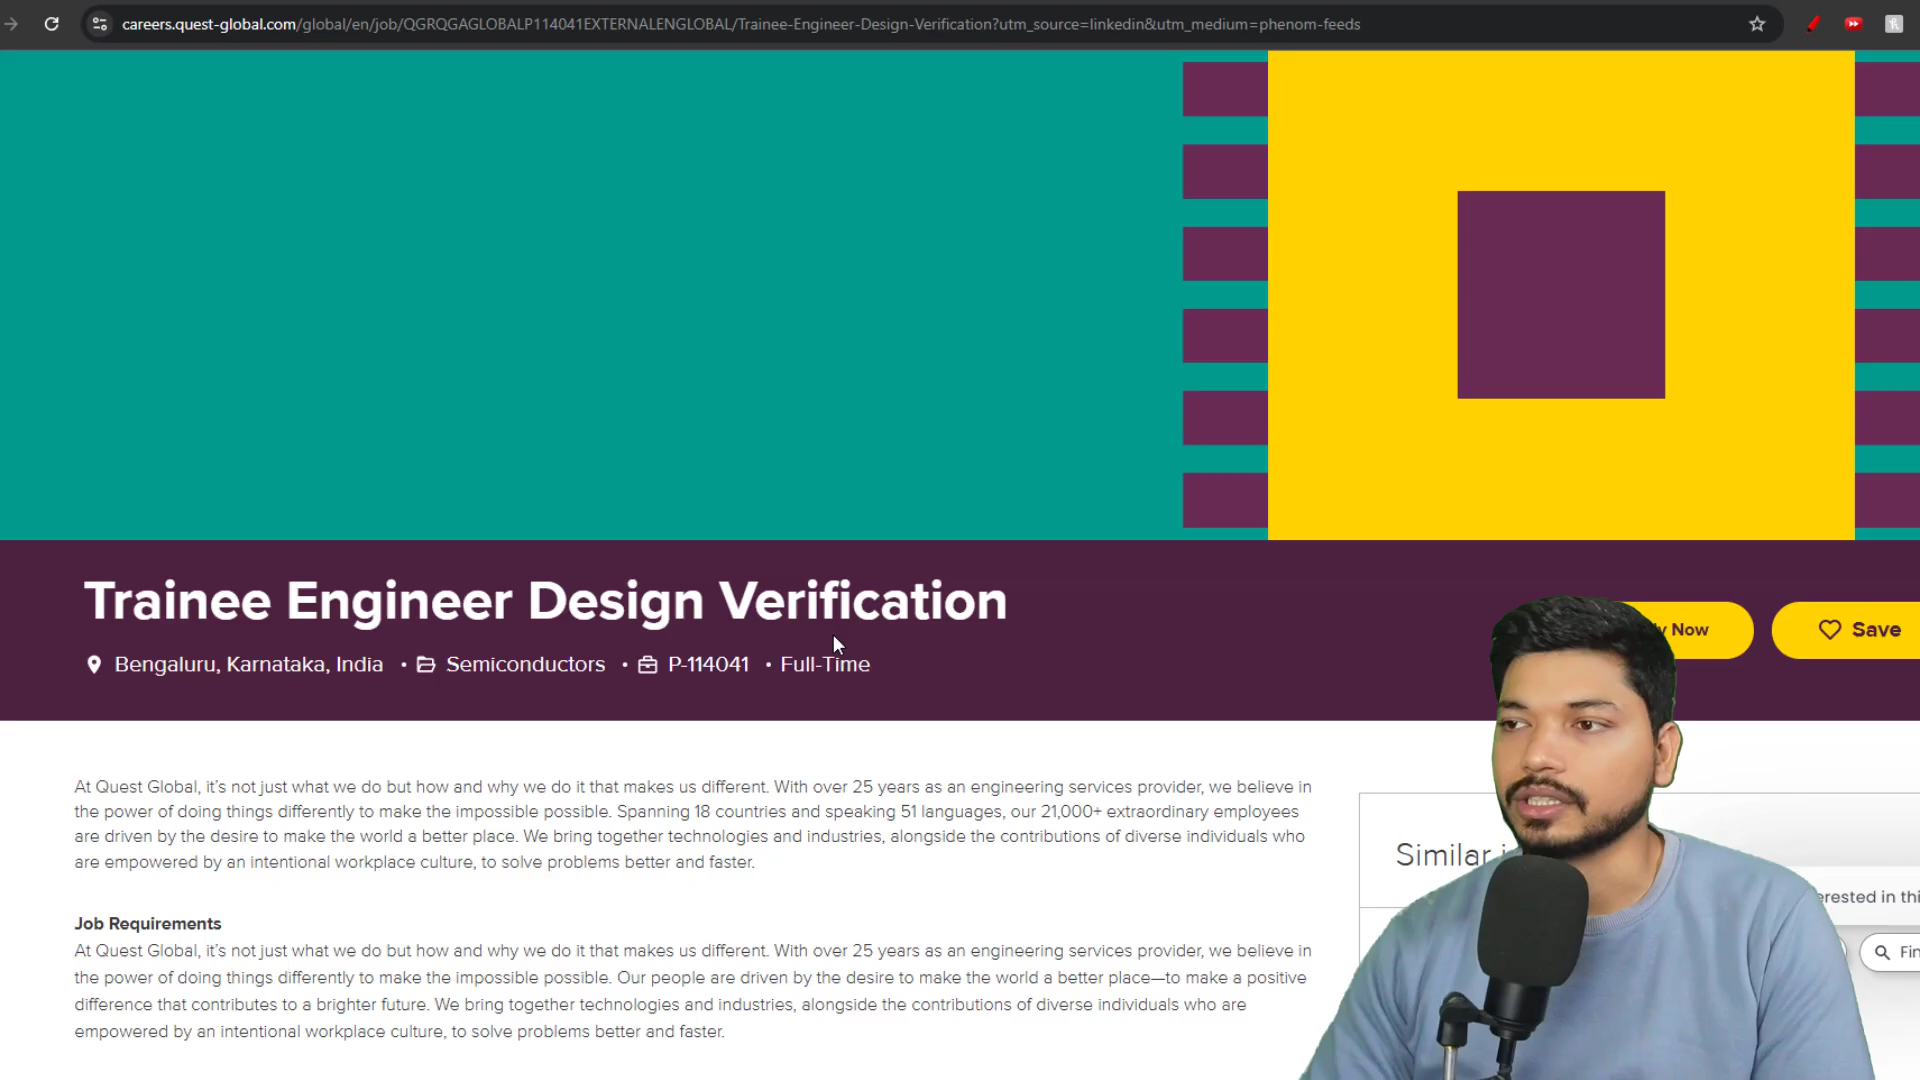 careers.quest-global.com/global/en/job/QGRQGAGLOBALP114041EXTERNALENGLOBAL/Trainee-Engineer-Design-Verification?utm_source=linkedin&utm_medium=phenom-feeds
Trainee Engineer Design Verification
Now
Save
Bengaluru, Karnataka, India • Semiconductors • P-114041 • Full-Time
At Quest Global, it's not just what we do but how and why we do it that makes us different. With over 25 years as an engineering services provider, we believe in
the power of doing things differently to make the impossible possible. Spanning 18 countries and speaking 51 languages, our 21,000+ extraordinary employees
are driven by the desire to make the world a better place. We bring together technologies and industries, alongside the contributions of diverse individuals who
are empowered by an intentional workplace culture, to solve problems better and faster.
Similar
erested in thi
Fin
Job Requirements
At Quest Global, it's not just what we do but how and why we do it that makes us different. With over 25 years as an engineering services provider, we believe in
the power of doing things differently to make the impossible possible. Our people are driven by the desire to make the world a better place—to make a positive
difference that contributes to a brighter future. We bring together technologies and industries, alongside the contributions of diverse individuals who are
empowered by an intentional workplace culture, to solve problems better and faster.